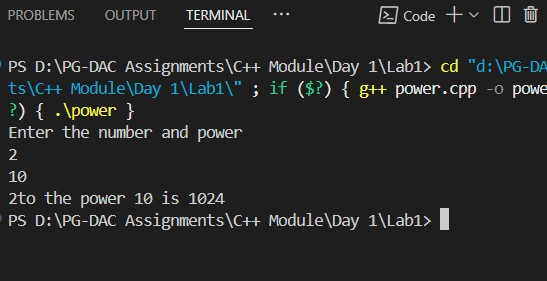 PROBLEMS OUTPUT TERMINAL ... Code
PS D:\PG-DAC Assignments\C++ Module\Day 1\Lab1> cd "d:\PG-DA
ts\C++ Module\Day 1\Lab1\" ; if ($?) { g++ power.cpp -o powe
?) { .\power }
Enter the number and power
2
10
2to the power 10 is 1024
PS D:\PG-DAC Assignments\C++ Module\Day 1\Lab1>